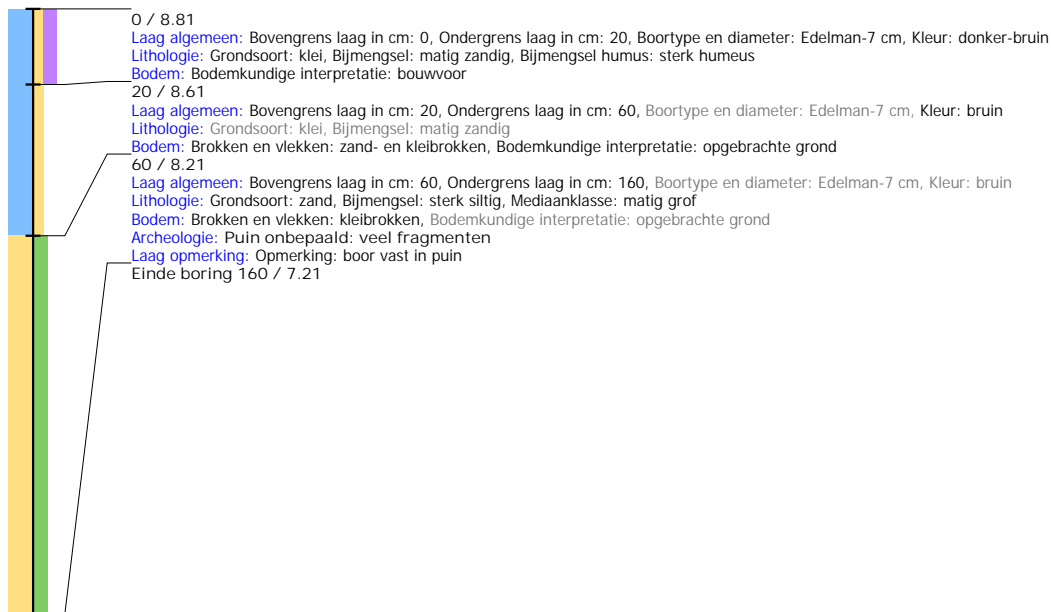 0 / 8.81
Laag algemeen: Bovengrens laag in cm: 0, Ondergrens laag in cm: 20, Boortype en diameter: Edelman-7 cm, Kleur: donker-bruin
Lithologie: Grondsoort: klei, Bijmengsel: matig zandig, Bijmengsel humus: sterk humeus
Bodem: Bodemkundige interpretatie: bouwvoor
20 / 8.61
Laag algemeen: Bovengrens laag in cm: 20, Ondergrens laag in cm: 60, Boortype en diameter: Edelman-7 cm, Kleur: bruin
Lithologie: Grondsoort: klei, Bijmengsel: matig zandig
Bodem: Brokken en vlekken: zand- en kleibrokken, Bodemkundige interpretatie: opgebrachte grond
60 / 8.21
Laag algemeen: Bovengrens laag in cm: 60, Ondergrens laag in cm: 160, Boortype en diameter: Edelman-7 cm, Kleur: bruin
Lithologie: Grondsoort: zand, Bijmengsel: sterk siltig, Mediaanklasse: matig grof
Bodem: Brokken en vlekken: kleibrokken, Bodemkundige interpretatie: opgebrachte grond
Archeologie: Puin onbepaald: veel fragmenten
Laag opmerking: Opmerking: boor vast in puin
Einde boring 160 / 7.21